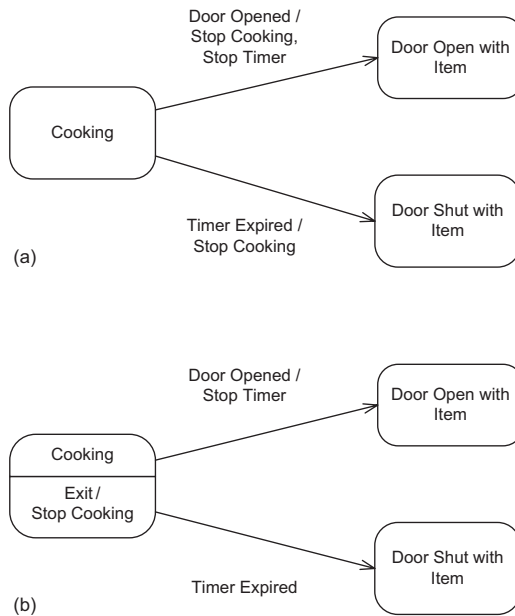 Door Opened /
Stop Cooking,
Stop Timer
Door Open with
Item
Cooking
Timer Expired /
Stop Cooking
Door Shut with
Item
(a)
Door Opened /
Stop Timer
Door Open with
Item
Cooking
Exit /
Stop Cooking
Timer Expired
Door Shut with
Item
(b)